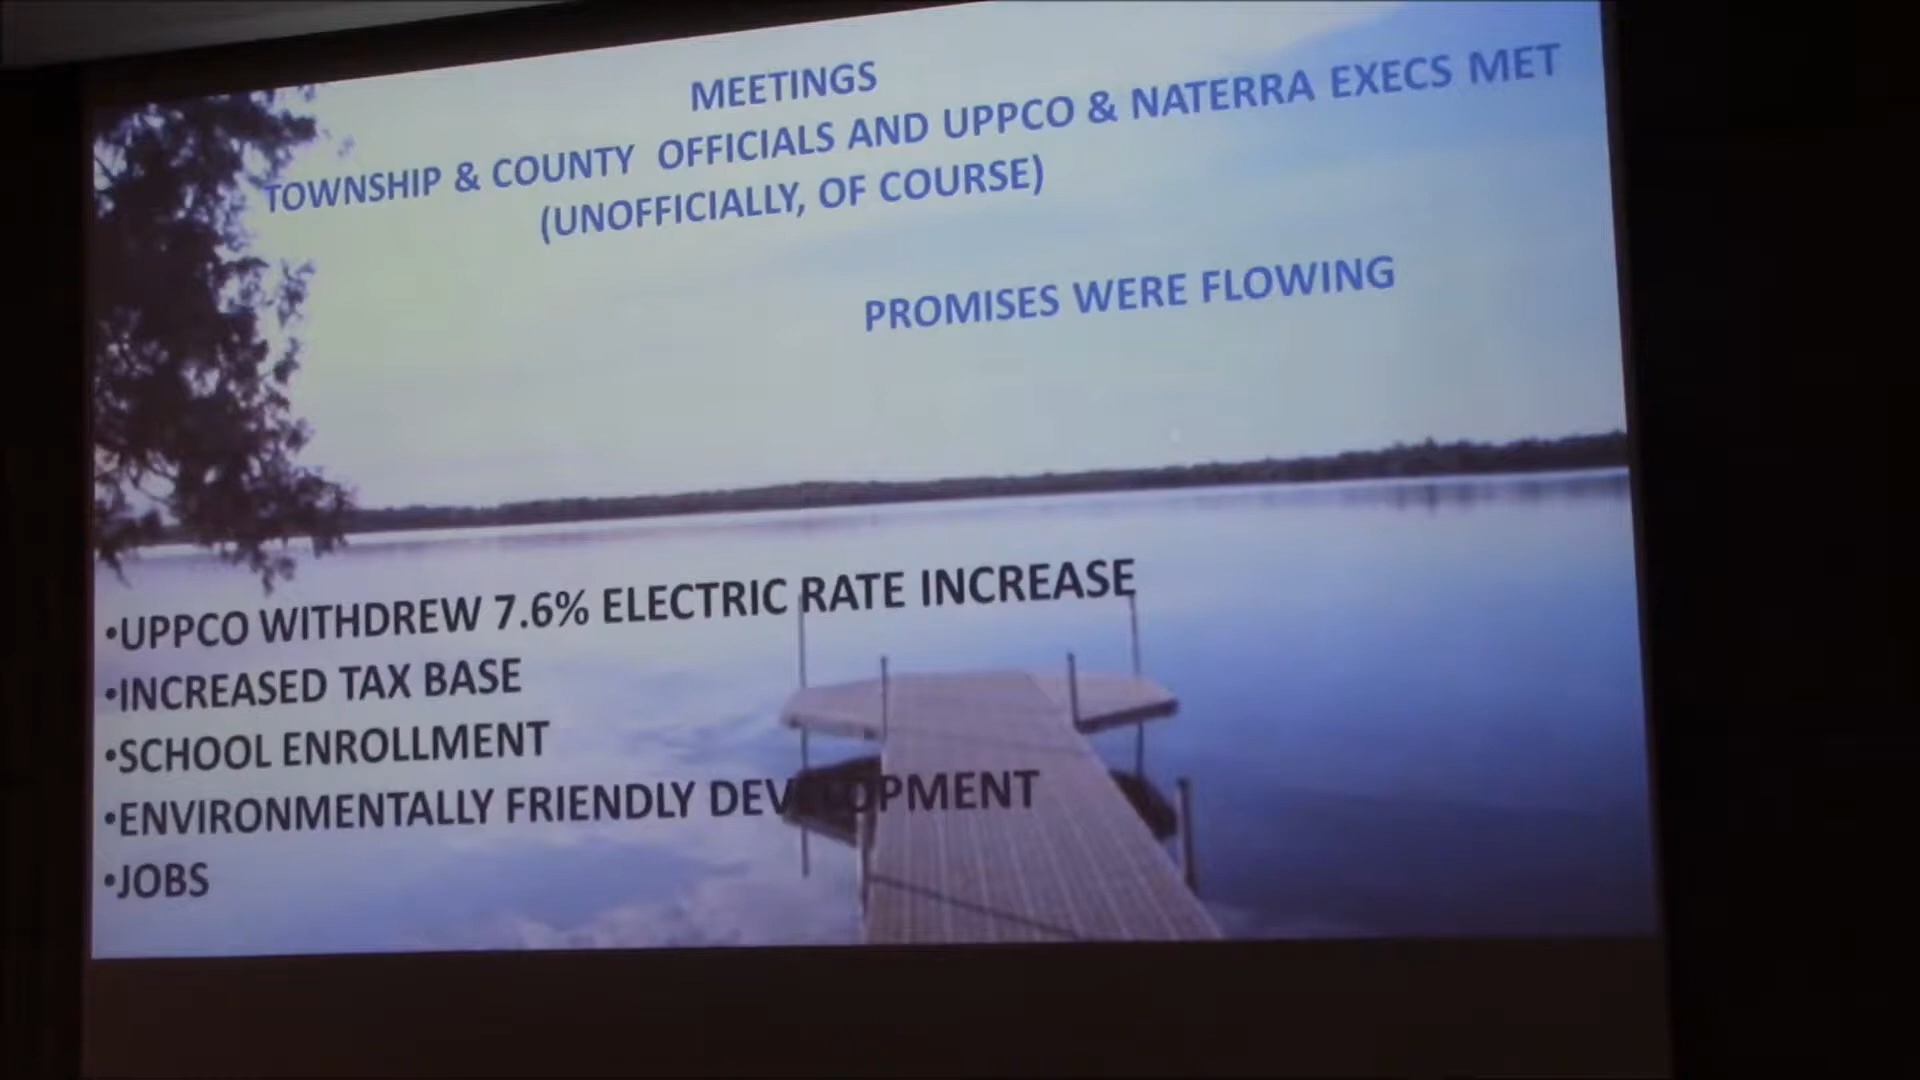 MEETINGS
TOWNSHIP & COUNTY OFFICIALS AND UPPCO & NATERRA EXECS MET
(UNOFFICIALLY, OF COURSE)
PROMISES WERE FLOWING
•UPPCO WITHDREW 7.6% ELECTRIC RATE INCREASE
•INCREASED TAX BASE
•SCHOOL ENROLLMENT
•ENVIRONMENTALLY FRIENDLY DEVELOPMENT
•JOBS